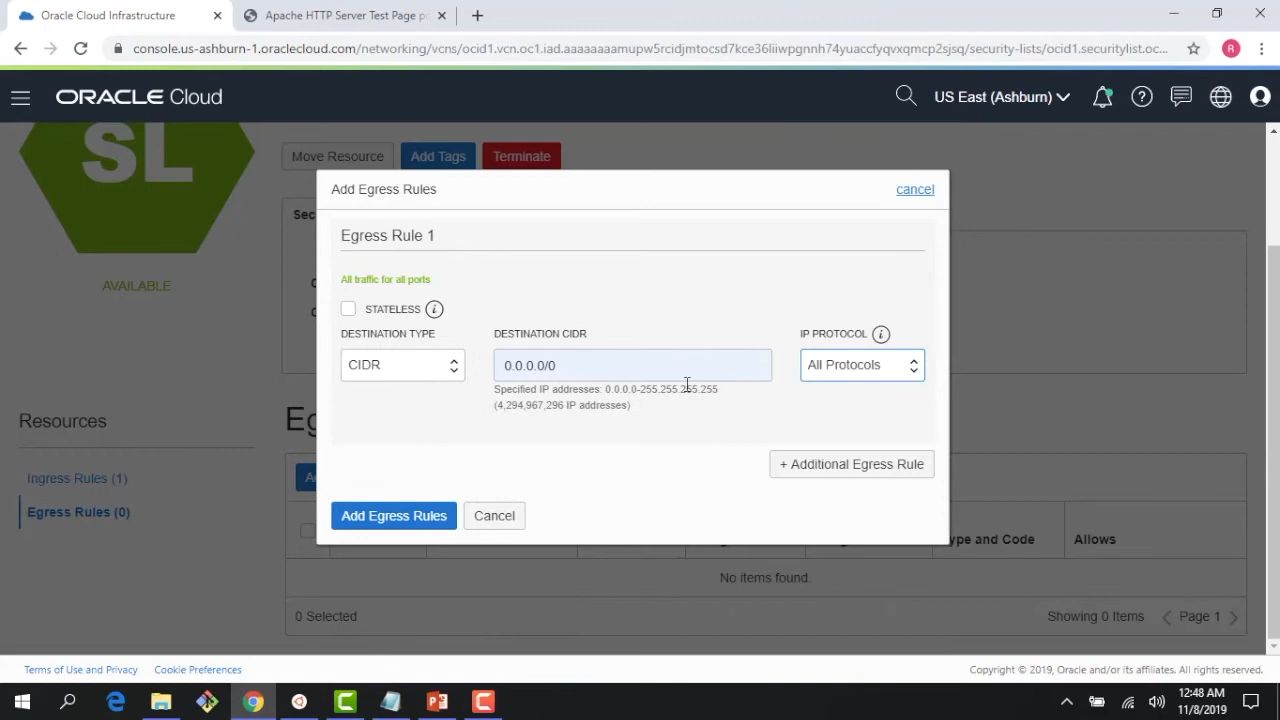 Oracle Cloud Infrastructure
Apache HTTP Server Test Page po
console.us-ashburn-1.oraclecloud.com/networking/vcns/ocid1.vcn.oc1.iad.aaaaaaaamupw5rcidjmtocsd7kce36liiwpgnnh74yuaccfyqvxqmcp2sjsq/security-lists/ocid1.securitylist.oc...
R
ORACLE Cloud
US East (Ashburn)
SL
AVAILABLE
Move Resource
Add Tags
Terminate
Sec
Add Egress Rules
cancel
Egress Rule 1
All traffic for all ports
STATELESS
DESTINATION TYPE
DESTINATION CIDR
IP PROTOCOL
CIDR
0.0.0.0/0
All Protocols
Specified IP addresses: 0.0.0.0-255.255.255.255
(4,294,967,296 IP addresses)
+ Additional Egress Rule
Add Egress Rules
Cancel
Resources
Ingress Rules (1)
Egress Rules (0)
Eg
ype and Code
Allows
No items found.
0 Selected
Showing 0 Items
Page 1
Terms of Use and Privacy
Cookie Preferences
Copyright © 2019, Oracle and/or its affiliates. All rights reserved.
12:48 AM
11/8/2019